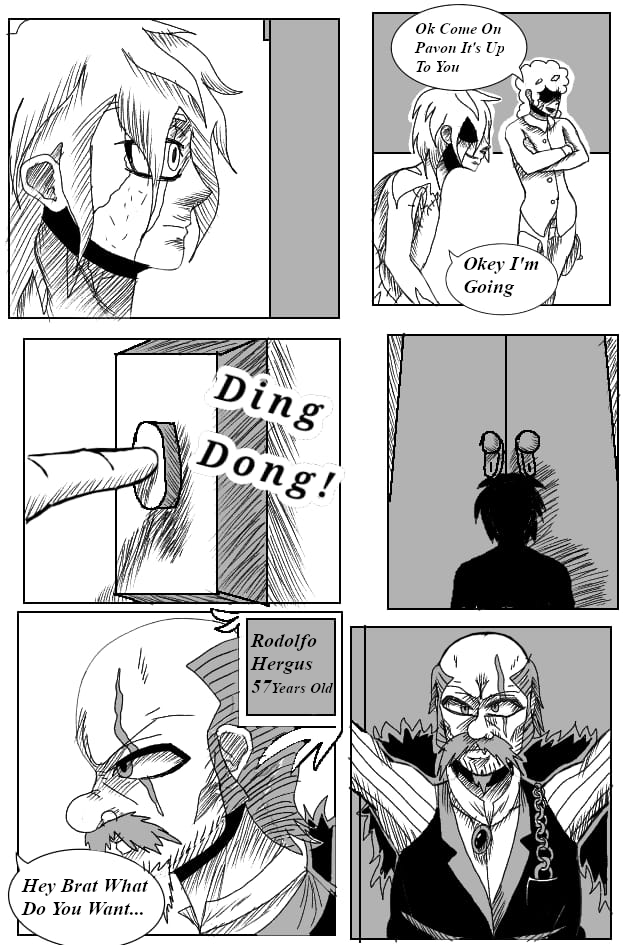 Ok Come On
Pavon It's Up
To You
Okey I'm
Going
Ding
Dong!
Rodolfo
Hergus
57Years Old
Hey Brat What
Do You Want...